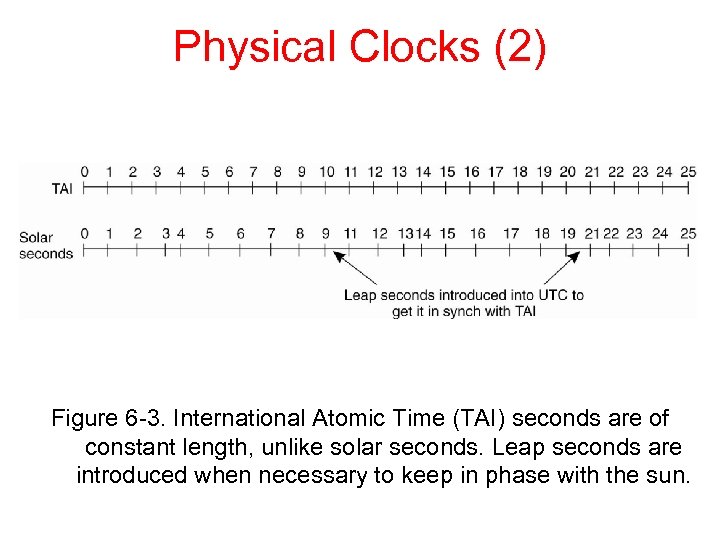 Physical Clocks (2)
0 1 2 3 4 5 6 7 8 9 10 11 12 13 14 15 16 17 18 19 20 21 22 23 24 25
TAI
0 1 2 3 4 5 6 7 8 9 11 12 13 14 15 16 17 18 19 21 22 23 24 25
Solar
seconds
Leap seconds introduced into UTC to
get it in synch with TAI
Figure 6 -3. International Atomic Time (TAI) seconds are of
constant length, unlike solar seconds. Leap seconds are
introduced when necessary to keep in phase with the sun.